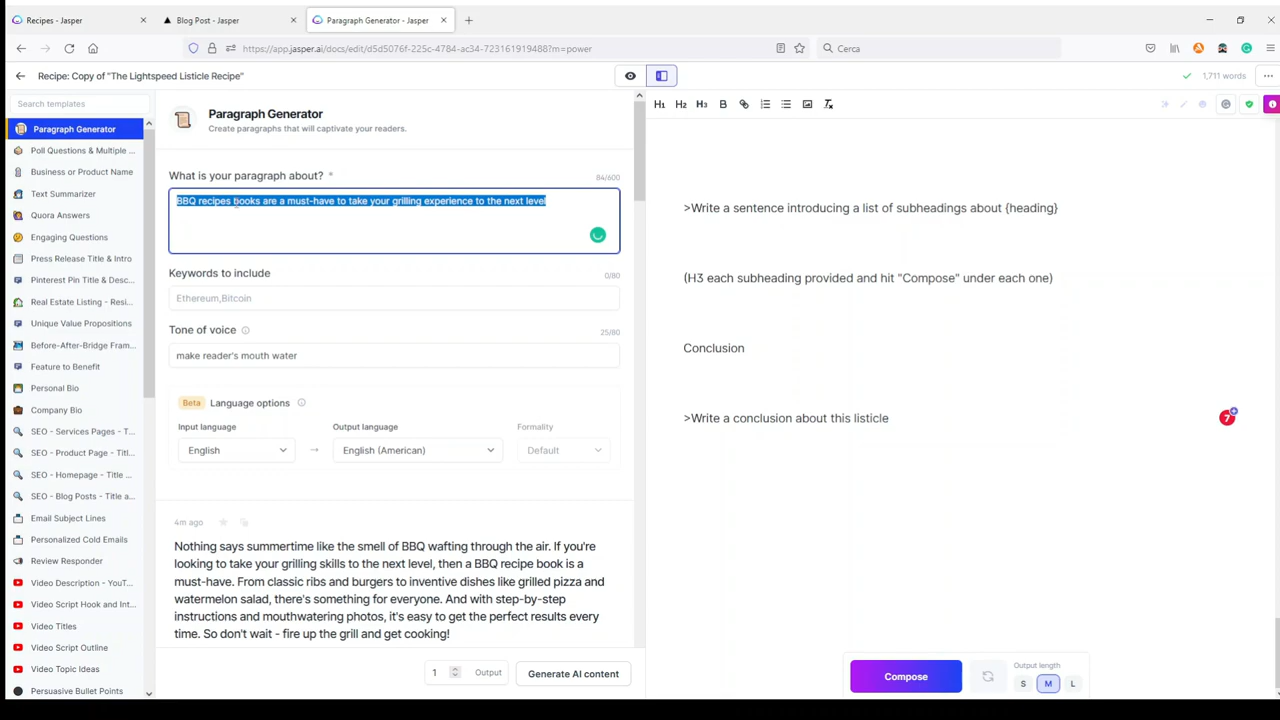 Recipes - Jasper
Blog Post - Jasper
Paragraph Generator - Jasper
https://app.jasper.ai/docs/edit/d5d5076f-225c-4784-ac34-723161919488?m=power
Cerca
Recipe: Copy of "The Lightspeed Listicle Recipe"
1,711 words
Search templates
Paragraph Generator
Poll Questions & Multiple ...
Business or Product Name
Text Summarizer
Quora Answers
Engaging Questions
Press Release Title & Intro
Pinterest Pin Title & Desc...
Real Estate Listing - Resi...
Unique Value Propositions
Before-After-Bridge Fram...
Feature to Benefit
Personal Bio
Company Bio
SEO - Services Pages - T...
SEO - Product Page - Titl...
SEO - Homepage - Title ...
SEO - Blog Posts - Title a...
Email Subject Lines
Personalized Cold Emails
Review Responder
Video Description - YouT...
Video Script Hook and Int...
Video Titles
Video Script Outline
Video Topic Ideas
Persuasive Bullet Points
Paragraph Generator
Create paragraphs that will captivate your readers.
What is your paragraph about? *
84/600
BBQ recipes books are a must-have to take your grilling experience to the next level
Keywords to include
0/80
Ethereum,Bitcoin
Tone of voice
25/80
make reader's mouth water
Beta Language options
Input language
Output language
Formality
English
English (American)
Default
4m ago
Nothing says summertime like the smell of BBQ wafting through the air. If you're
looking to take your grilling skills to the next level, then a BBQ recipe book is a
must-have. From classic ribs and burgers to inventive dishes like grilled pizza and
watermelon salad, there's something for everyone. And with step-by-step
instructions and mouthwatering photos, it's easy to get the perfect results every
time. So don't wait - fire up the grill and get cooking!
1 Output
Generate AI content
H1 H2 H3 B
>Write a sentence introducing a list of subheadings about {heading}
(H3 each subheading provided and hit "Compose" under each one)
Conclusion
>Write a conclusion about this listicle
7
Compose
Output length
S M L